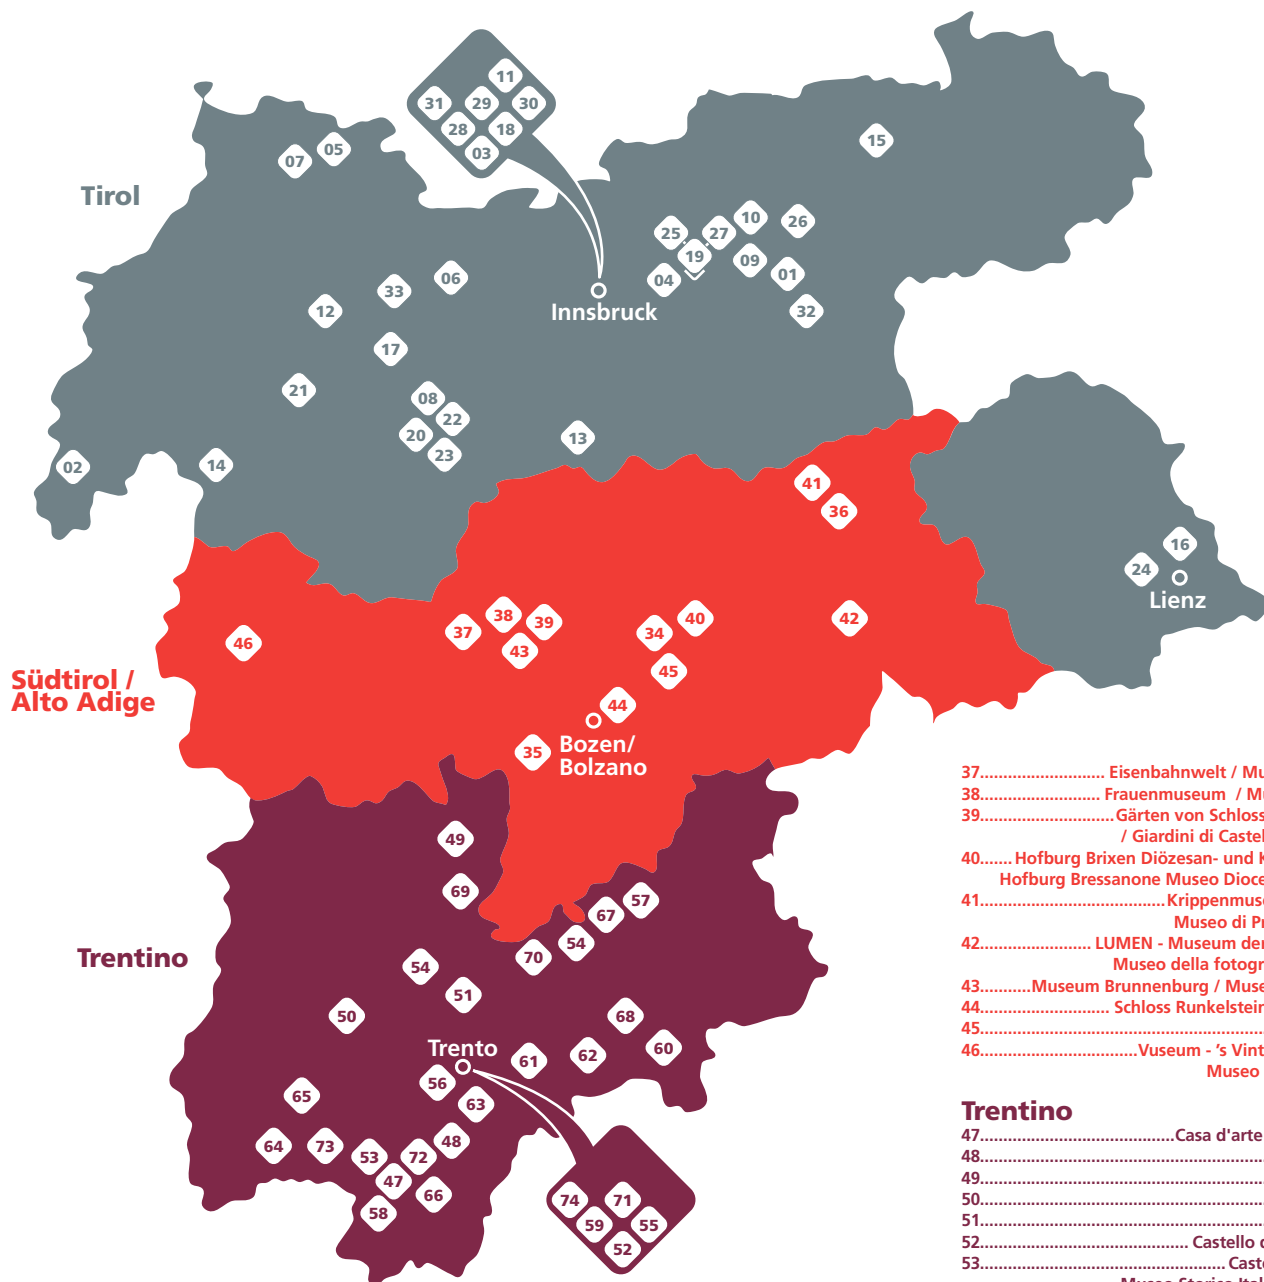 11
31
29
30
28
18
03
15
05
07
Tirol
10
26
25
27
19
09
01
04
06
33
12
32
Innsbruck
17
21
08
22
20
13
23
02
14
41
36
16
24
Lienz
38
40
39
42
37
34
46
43
45
Südtirol /
Alto Adige
44
35
Bozen/
Bolzano
49
69
57
67
54
70
54
51
50
68
Trento
60
62
61
56
65
63
48
64
73
53
72
47
66
58
74
71
59
55
52
Trentino
37 Eisenbahnwelt / Mu
38 Frauenmuseum / Mu
39 Gärten von Schloss
/ Giardini di Castel
40 Hofburg Brixen Diözesan- und K
Hofburg Bressanone Museo Dioce
41 Krippenmuse
Museo di Pr
42 LUMEN - Museum der
Museo della fotogr
43 Museum Brunnenburg / Muse
44 Schloss Runkelstein
45
46 Vuseum - ’s Vint
Museo
Trentino
47 Casa d'arte
48
49
50
51
52 Castello d
53 Caste